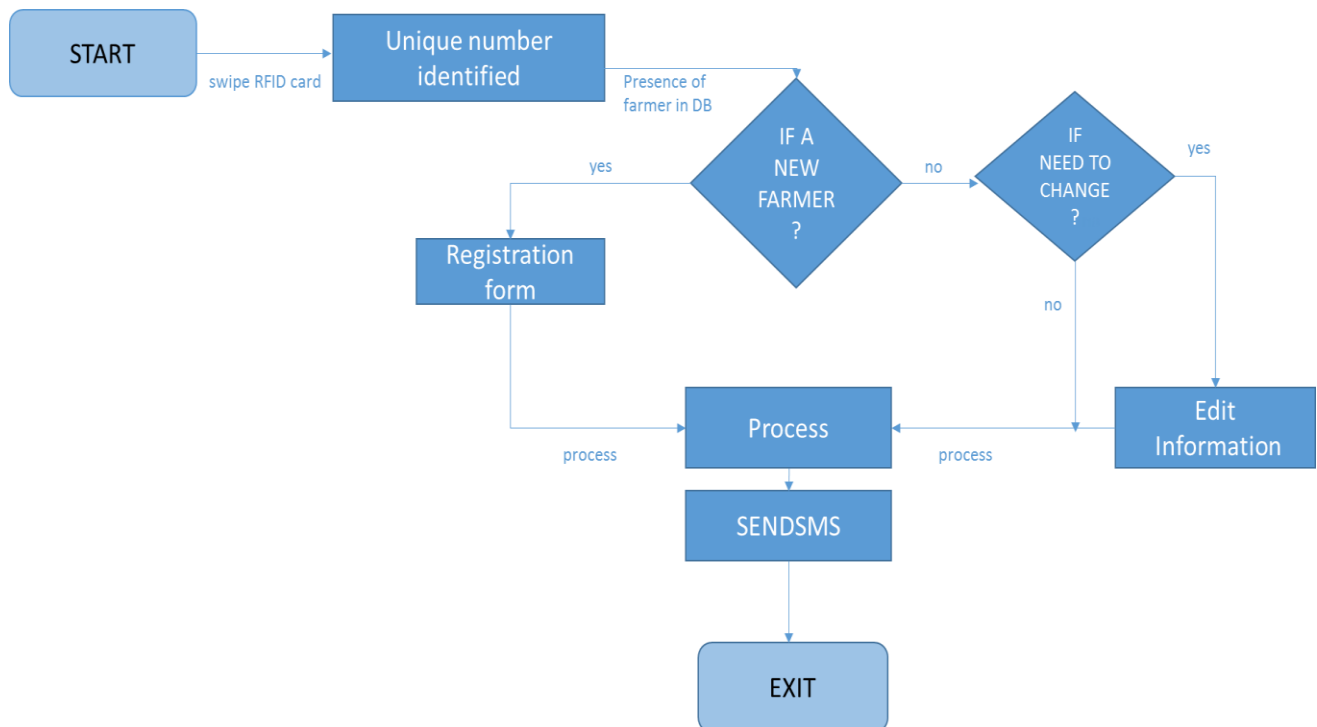 START
swipe RFID card
Unique number
identified
Presence of
farmer in DB
IF A
NEW
FARMER
?
yes
no
IF
NEED TO
CHANGE
?
yes
no
Registration
form
Edit
Information
Process
process
process
SENDSMS
EXIT